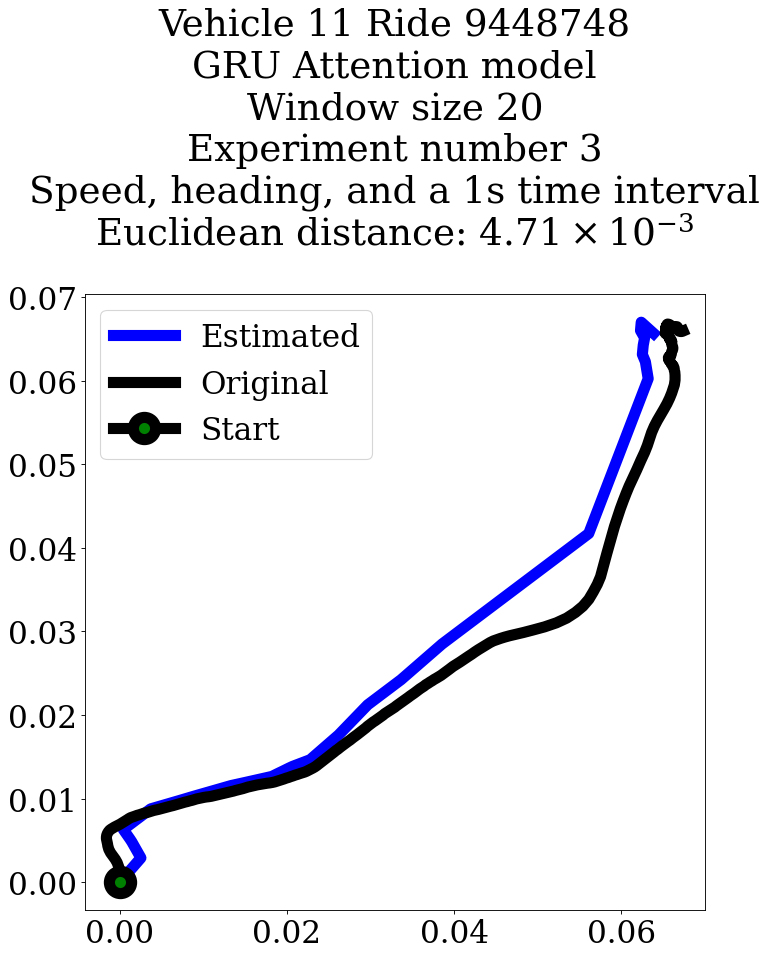 Vehicle 11 Ride 9448748
GRU Attention model
Window size 20
Experiment number 3
Speed, heading, and a 1s time interval
Euclidean distance: 4.71 × 10⁻³
0.07
0.06
0.05
0.04
0.03
0.02
0.01
0.00
Estimated
Original
Start
0.00 0.02 0.04 0.06